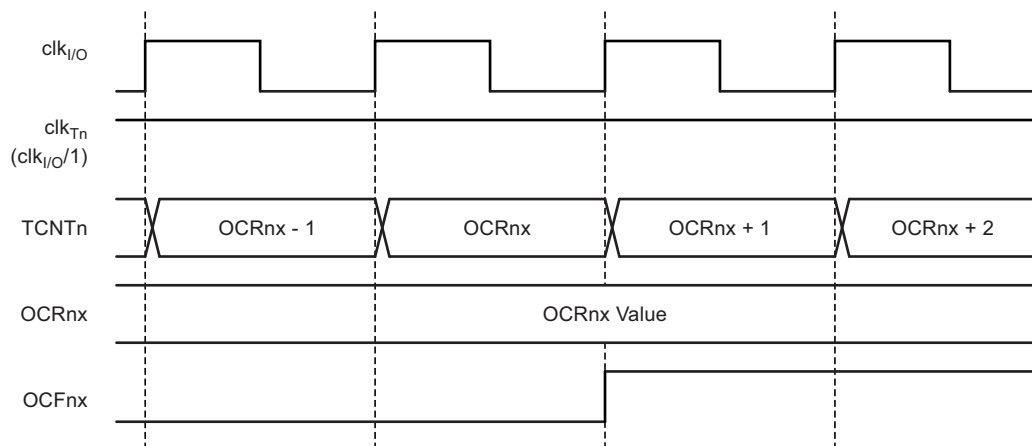 clkI/O
clkTn
(clkI/O/1)
TCNTn OCRnx - 1 OCRnx OCRnx + 1 OCRnx + 2
OCRnx OCRnx Value
OCFnx